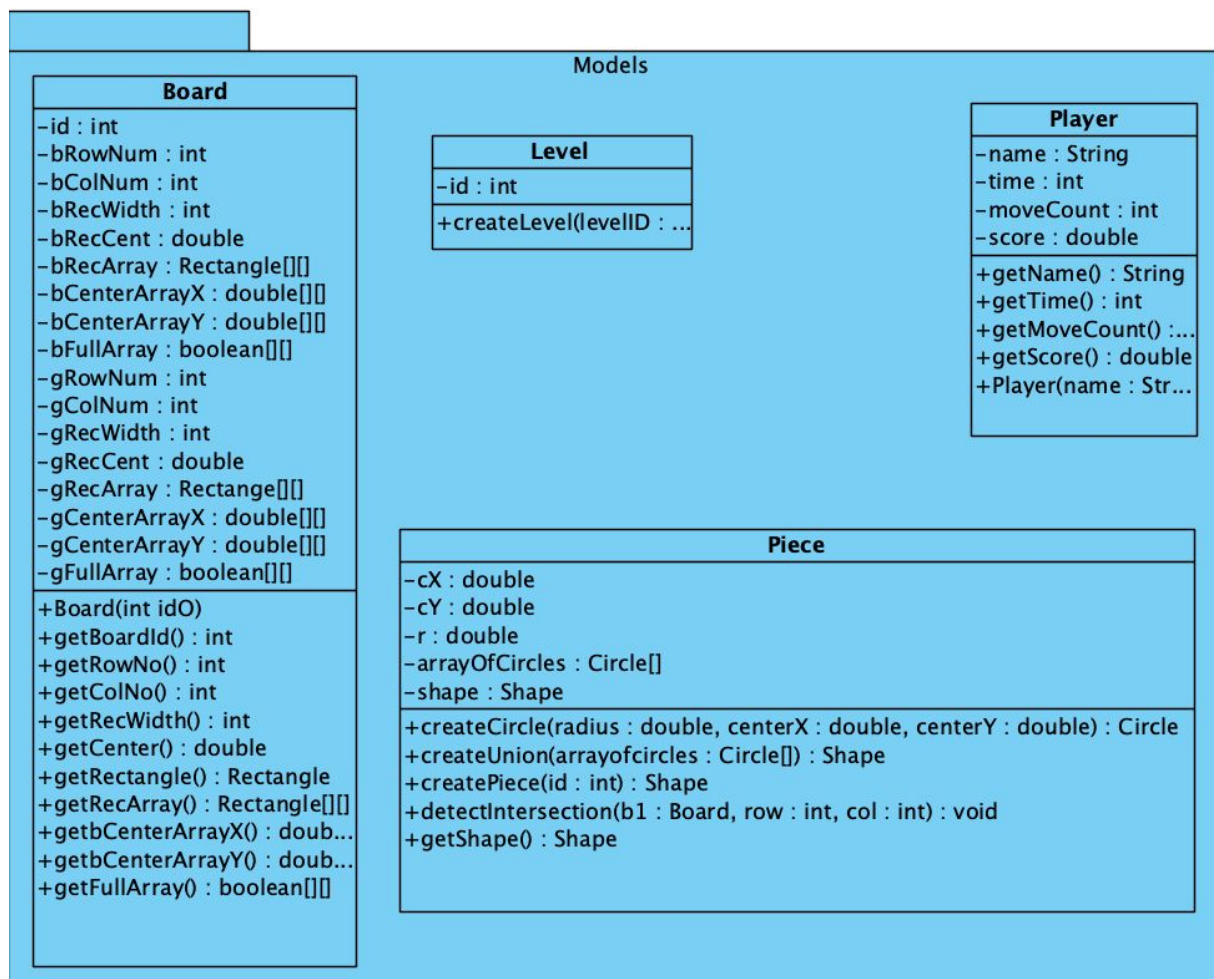 Models
Board
-id : int
-bRowNum : int
-bColNum : int
-bRecWidth : int
-bRecCent : double
-bRecArray : Rectangle[][]
-bCenterArrayX : double[][]
-bCenterArrayY : double[][]
-bFullArray : boolean[][]
-gRowNum : int
-gColNum : int
-gRecWidth : int
-gRecCent : double
-gRecArray : Rectange[][]
-gCenterArrayX : double[][]
-gCenterArrayY : double[][]
-gFullArray : boolean[][]
+Board(int idO)
+getBoardId() : int
+getRowNo() : int
+getColNo() : int
+getRecWidth() : int
+getCenter() : double
+getRectangle() : Rectangle
+getRecArray() : Rectangle[][]
+getbCenterArrayX() : doub...
+getbCenterArrayY() : doub...
+getFullArray() : boolean[][]
Level
-id : int
+createLevel(levelID : ...
Player
-name : String
-time : int
-moveCount : int
-score : double
+getName() : String
+getTime() : int
+getMoveCount() :...
+getScore() : double
+Player(name : Str...
Piece
-cX : double
-cY : double
-r : double
-arrayOfCircles : Circle[]
-shape : Shape
+createCircle(radius : double, centerX : double, centerY : double) : Circle
+createUnion(arrayofcircles : Circle[]) : Shape
+createPiece(id : int) : Shape
+detectIntersection(b1 : Board, row : int, col : int) : void
+getShape() : Shape